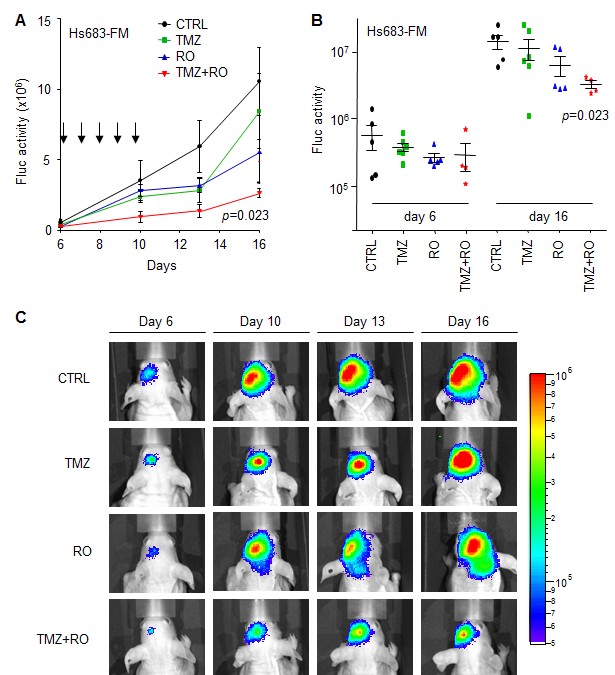 A
Hs683-FM
CTRL
TMZ
RO
TMZ+RO
Fluc activity (x10⁶)
15
10
5
0
p=0.023
6 8 10 12 14 16
Days
B
Hs683-FM
Fluc activity
10⁷
10⁶
10⁵
p=0.023
day 6
day 16
CTRL
TMZ
RO
TMZ+RO
CTRL
TMZ
RO
TMZ+RO
C
Day 6 Day 10 Day 13 Day 16
CTRL
TMZ
RO
TMZ+RO
10⁶
9
8
7
6
5
4
3
2
10⁵
9
8
7
6
5